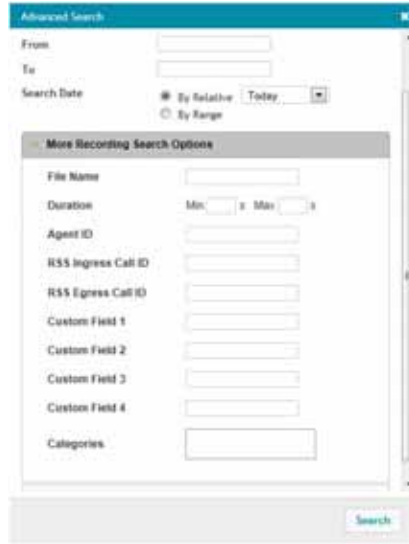 Advanced Search
From
To
Search Date
By Relative Today
By Range
More Recording Search Options
File Name
Duration Min s Max s
Agent ID
RSS Ingress Call ID
RSS Egress Call ID
Custom Field 1
Custom Field 2
Custom Field 3
Custom Field 4
Categories
Search